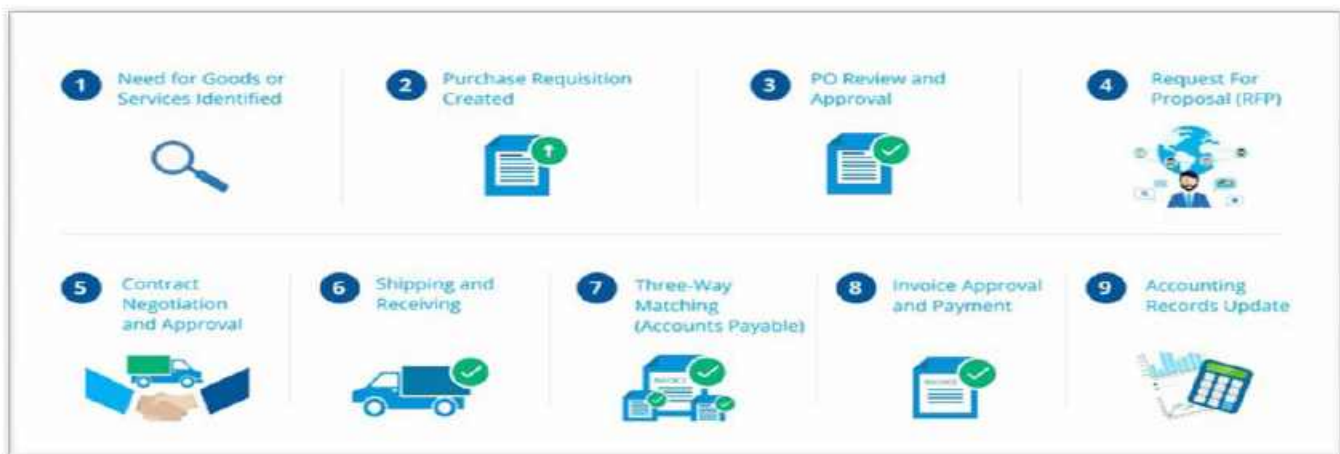 1 Need for Goods or
Services Identified
2 Purchase Requisition
Created
3 PO Review and
Approval
4 Request For
Proposal (RFP)
5 Contract
Negotiation
and Approval
6 Shipping and
Receiving
7 Three-Way
Matching
(Accounts Payable)
INVOICE
8 Invoice Approval
and Payment
INVOICE
9 Accounting
Records Update